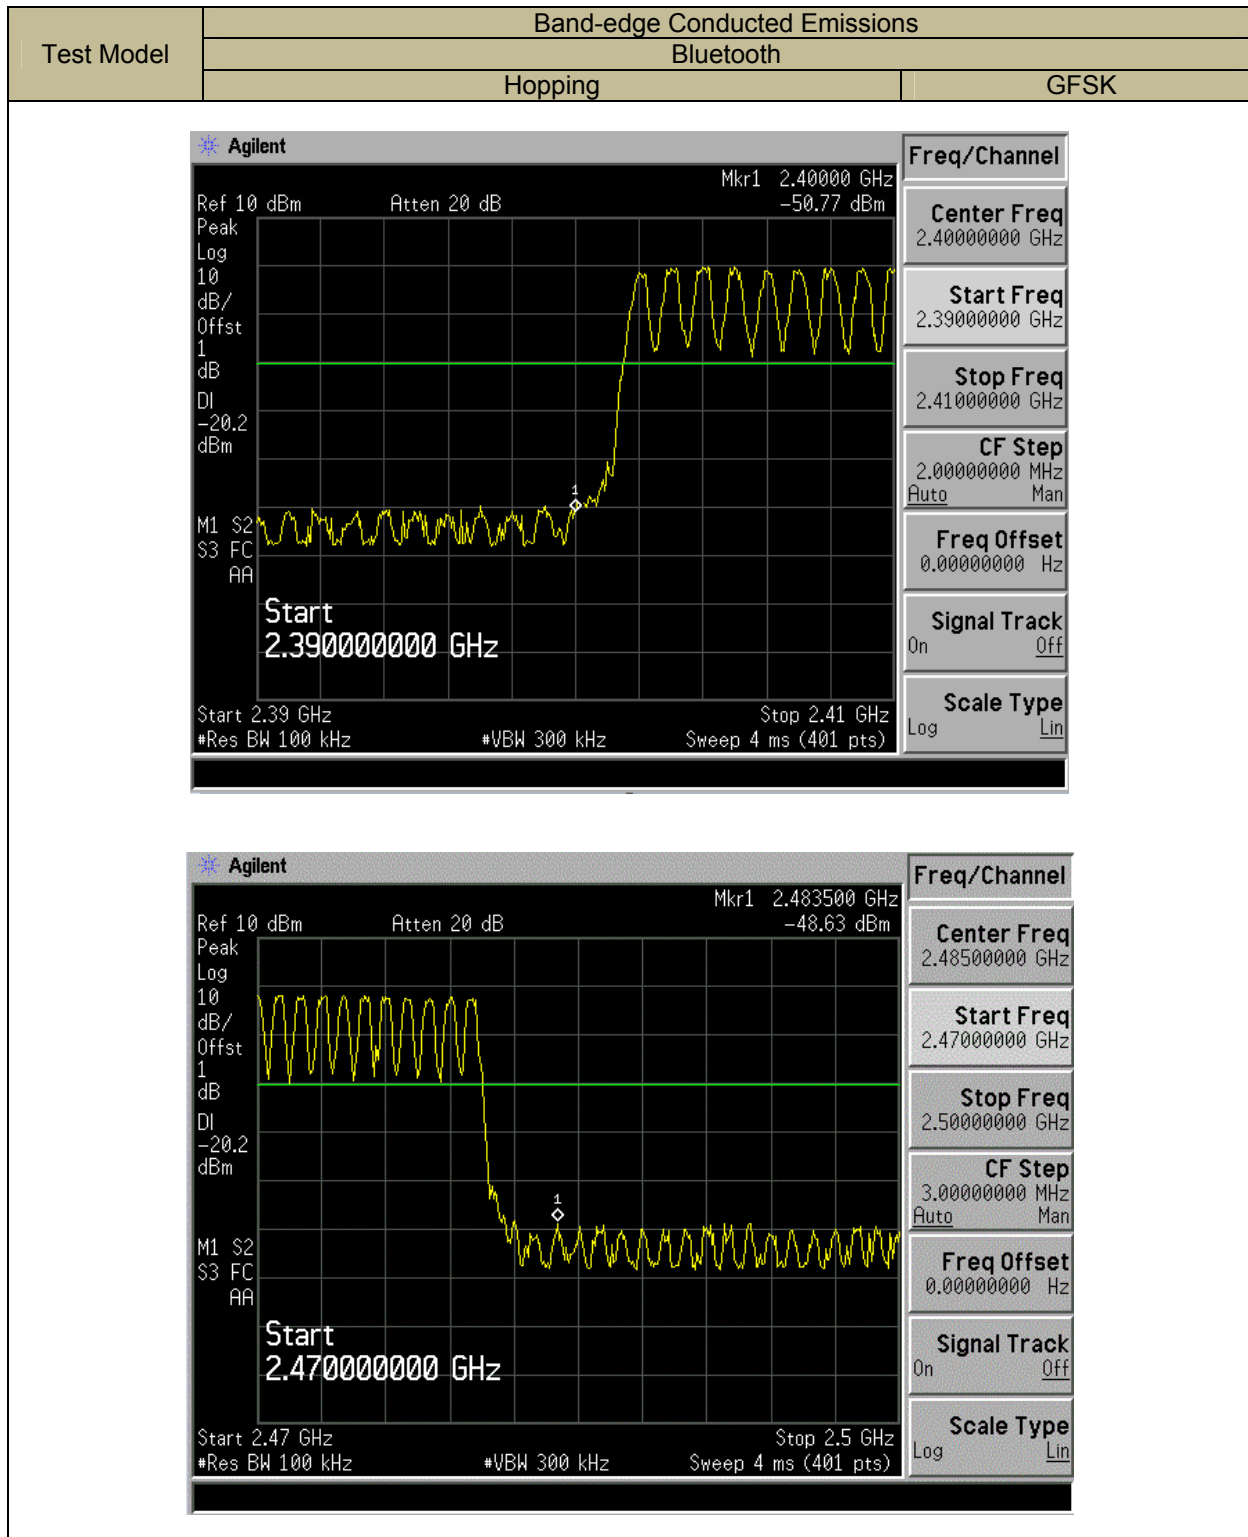 Test Model
Band-edge Conducted Emissions
Bluetooth
Hopping GFSK
Agilent
Freq/Channel
Mkr1 2.40000 GHz
Ref 10 dBm Atten 20 dB -50.77 dBm
Peak
Log
10
dB/
Offst
1
dB
DI
-20.2
dBm
M1 S2
S3 FC
AA
1
Start
2.390000000 GHz
Start 2.39 GHz Stop 2.41 GHz
#Res BW 100 kHz #VBW 300 kHz Sweep 4 ms (401 pts)
Center Freq
2.40000000 GHz
Start Freq
2.39000000 GHz
Stop Freq
2.41000000 GHz
CF Step
2.00000000 MHz
Auto Man
Freq Offset
0.00000000 Hz
Signal Track
On Off
Scale Type
Log Lin
Agilent
Freq/Channel
Mkr1 2.483500 GHz
Ref 10 dBm Atten 20 dB -48.63 dBm
Peak
Log
10
dB/
Offst
1
dB
DI
-20.2
dBm
M1 S2
S3 FC
AA
1
Start
2.470000000 GHz
Start 2.47 GHz Stop 2.5 GHz
#Res BW 100 kHz #VBW 300 kHz Sweep 4 ms (401 pts)
Center Freq
2.48500000 GHz
Start Freq
2.47000000 GHz
Stop Freq
2.50000000 GHz
CF Step
3.00000000 MHz
Auto Man
Freq Offset
0.00000000 Hz
Signal Track
On Off
Scale Type
Log Lin